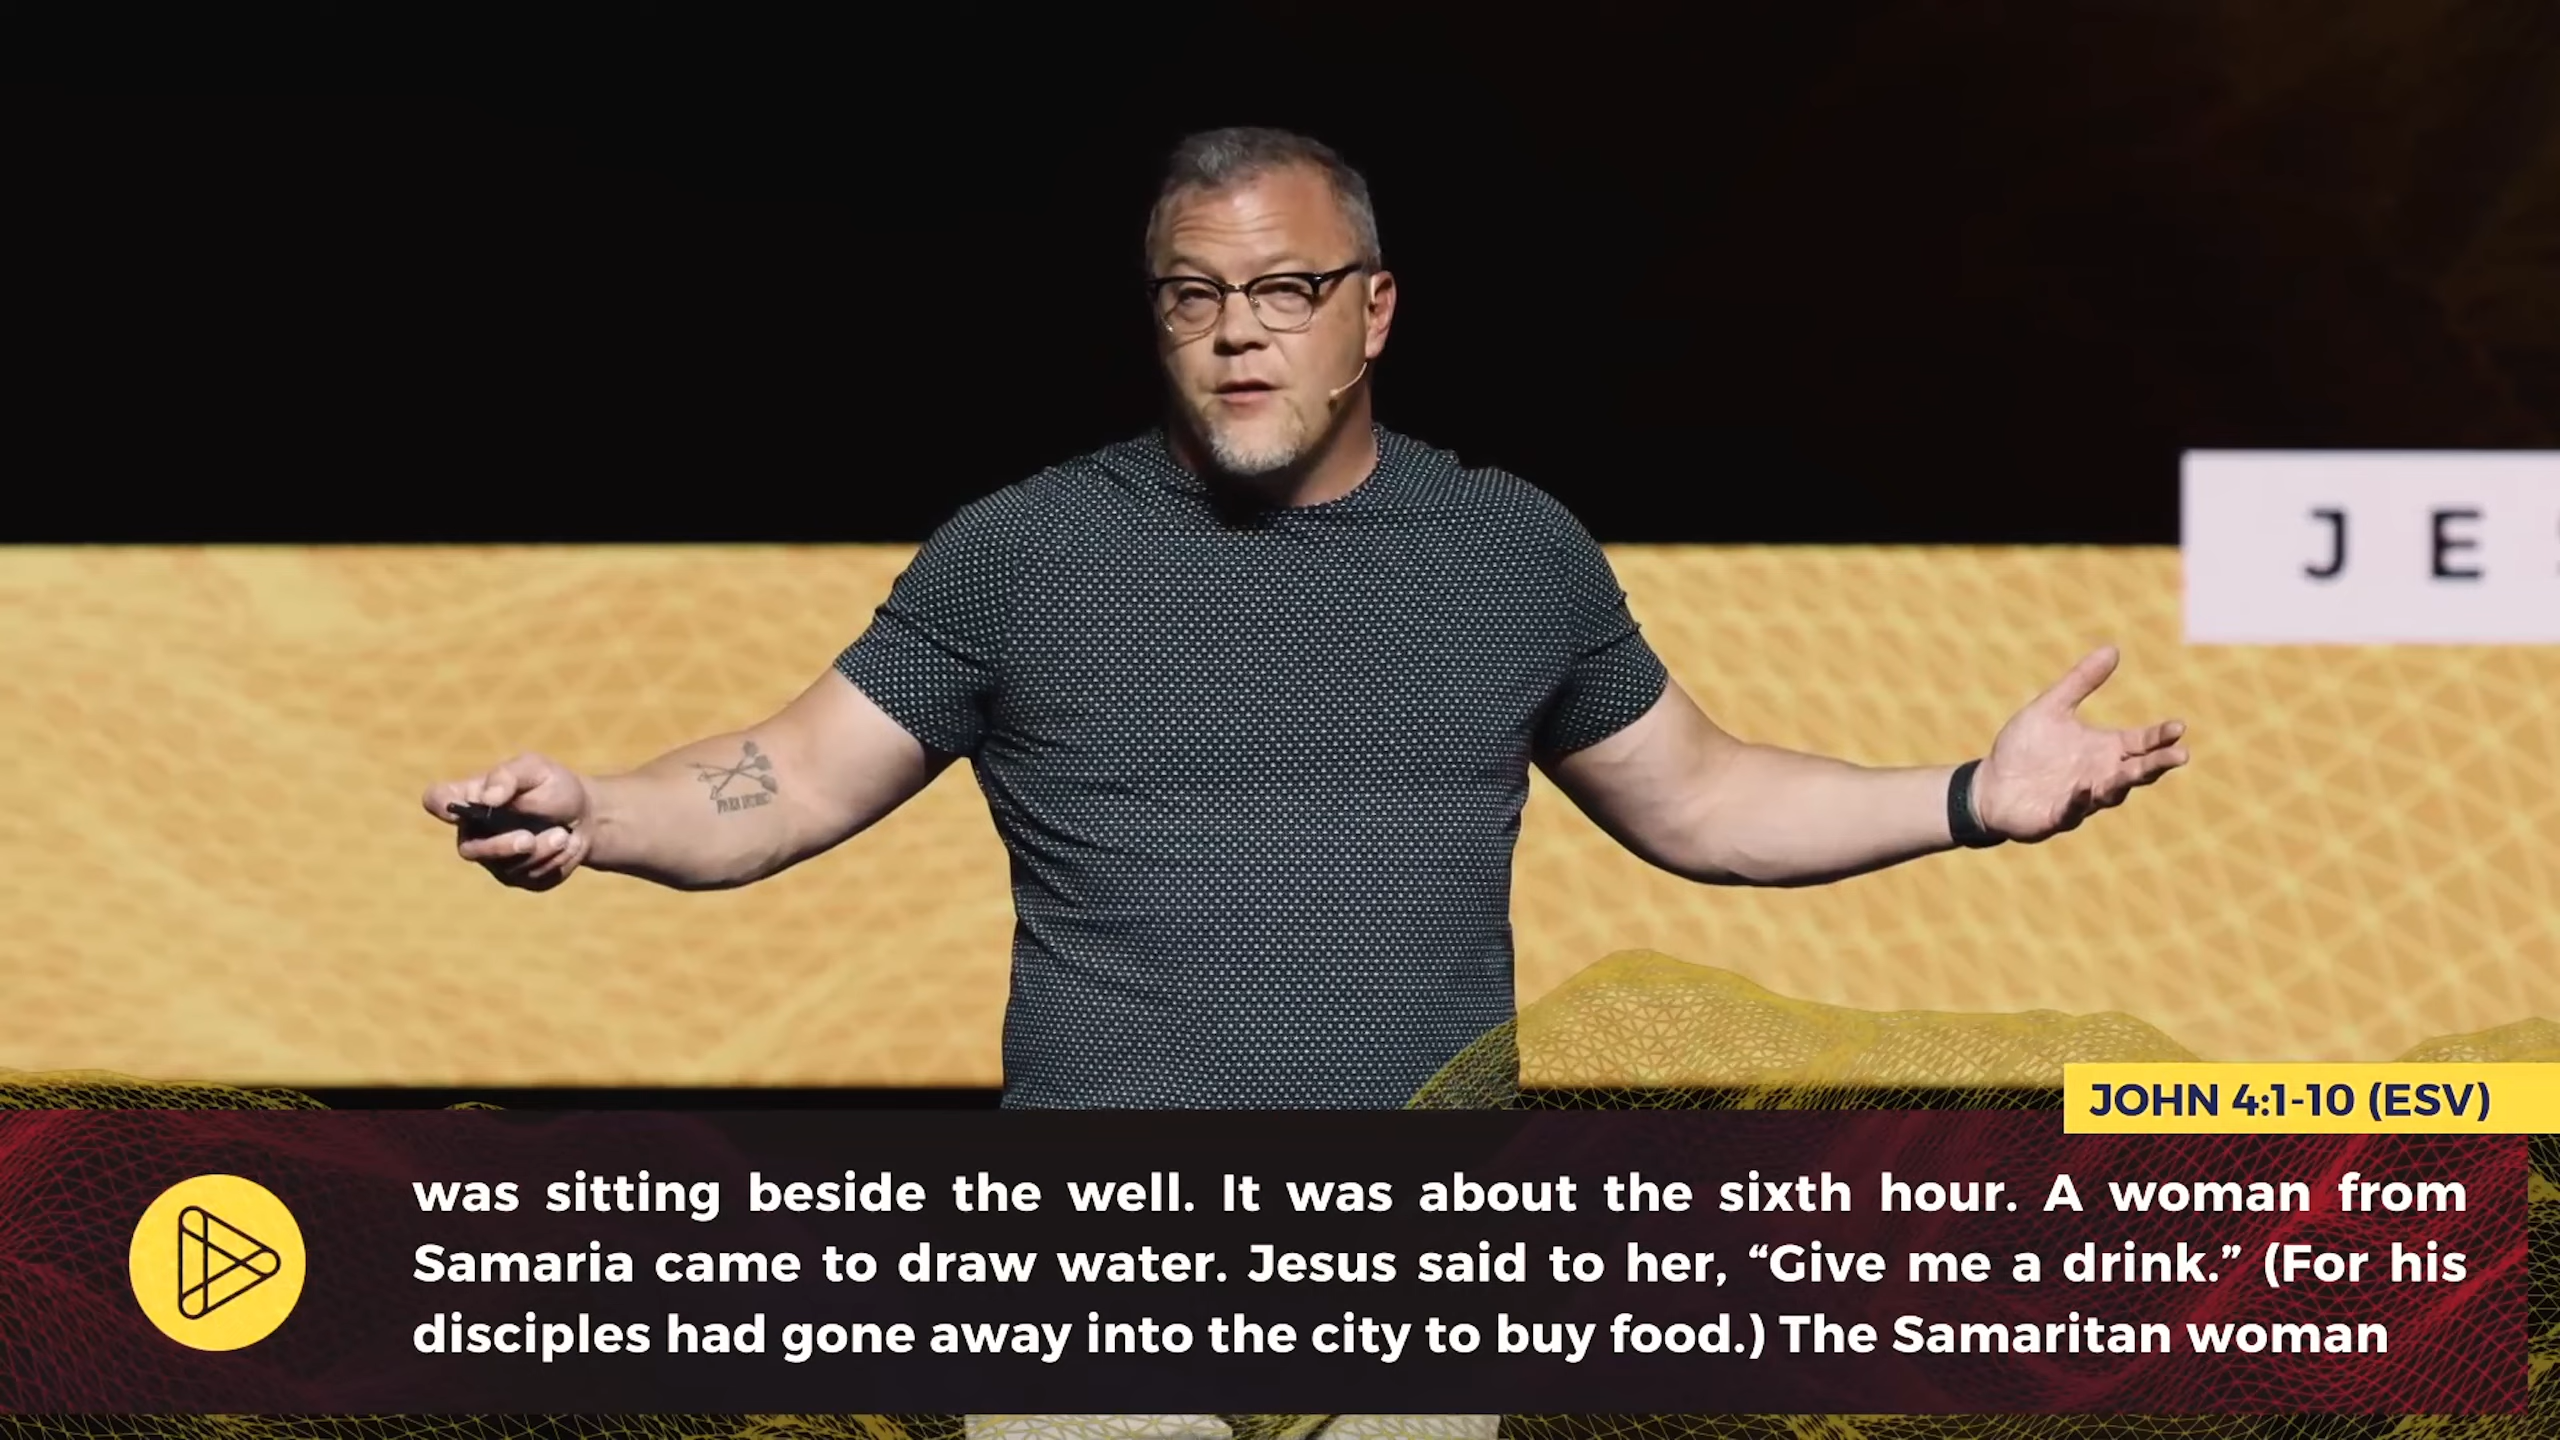 JE
JOHN 4:1-10 (ESV)
was sitting beside the well. It was about the sixth hour. A woman from
Samaria came to draw water. Jesus said to her, “Give me a drink.” (For his
disciples had gone away into the city to buy food.) The Samaritan woman